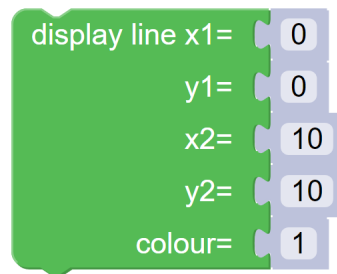 display line x1= 0
y1= 0
x2= 10
y2= 10
colour= 1